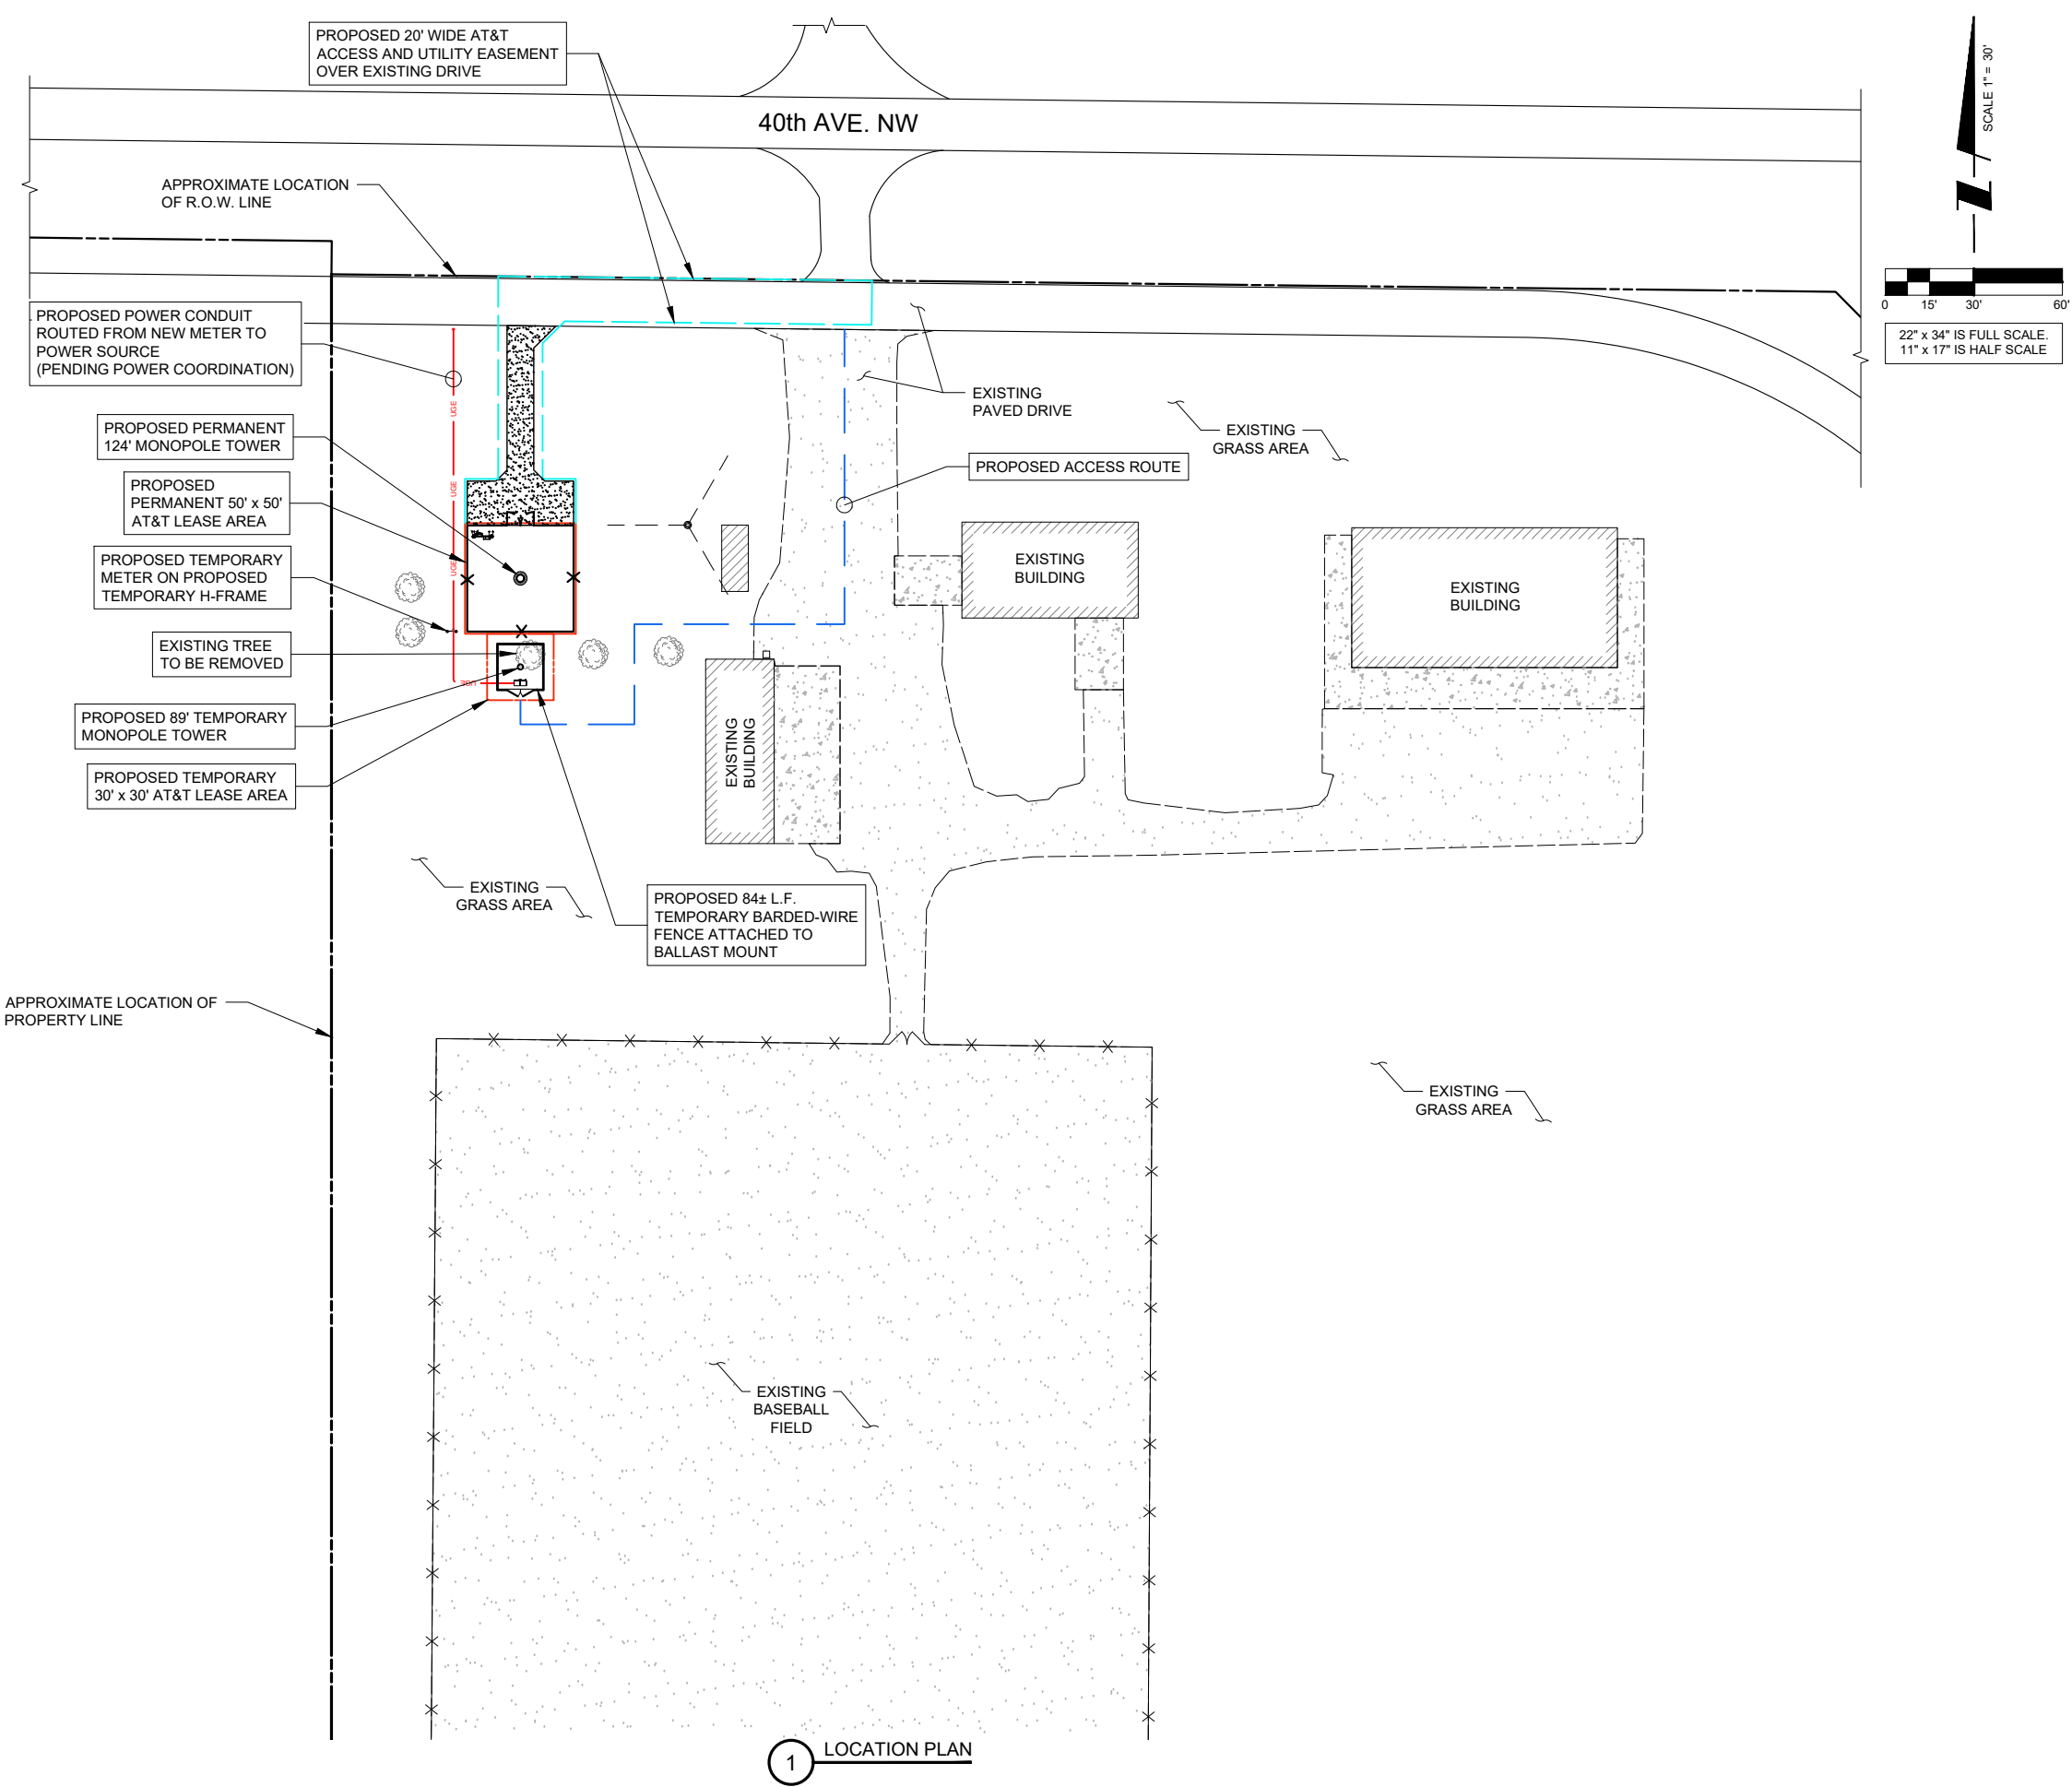 PROPOSED 20' WIDE AT&T
ACCESS AND UTILITY EASEMENT
OVER EXISTING DRIVE
40th AVE. NW
SCALE 1" = 30'
N
0 15' 30' 60'
22" x 34" IS FULL SCALE.
11" x 17" IS HALF SCALE
APPROXIMATE LOCATION
OF R.O.W. LINE
PROPOSED POWER CONDUIT
ROUTED FROM NEW METER TO
POWER SOURCE
(PENDING POWER COORDINATION)
UGE
UGE
UGE
UGE
PROPOSED PERMANENT
124' MONOPOLE TOWER
PROPOSED
PERMANENT 50' x 50'
AT&T LEASE AREA
PROPOSED TEMPORARY
METER ON PROPOSED
TEMPORARY H-FRAME
EXISTING TREE
TO BE REMOVED
PROPOSED 89' TEMPORARY
MONOPOLE TOWER
PROPOSED TEMPORARY
30' x 30' AT&T LEASE AREA
EXISTING
PAVED DRIVE
EXISTING
GRASS AREA
PROPOSED ACCESS ROUTE
EXISTING
BUILDING
EXISTING
BUILDING
EXISTING
BUILDING
EXISTING
GRASS AREA
PROPOSED 84± L.F.
TEMPORARY BARDED-WIRE
FENCE ATTACHED TO
BALLAST MOUNT
APPROXIMATE LOCATION OF
PROPERTY LINE
EXISTING
GRASS AREA
EXISTING
BASEBALL
FIELD
1 LOCATION PLAN